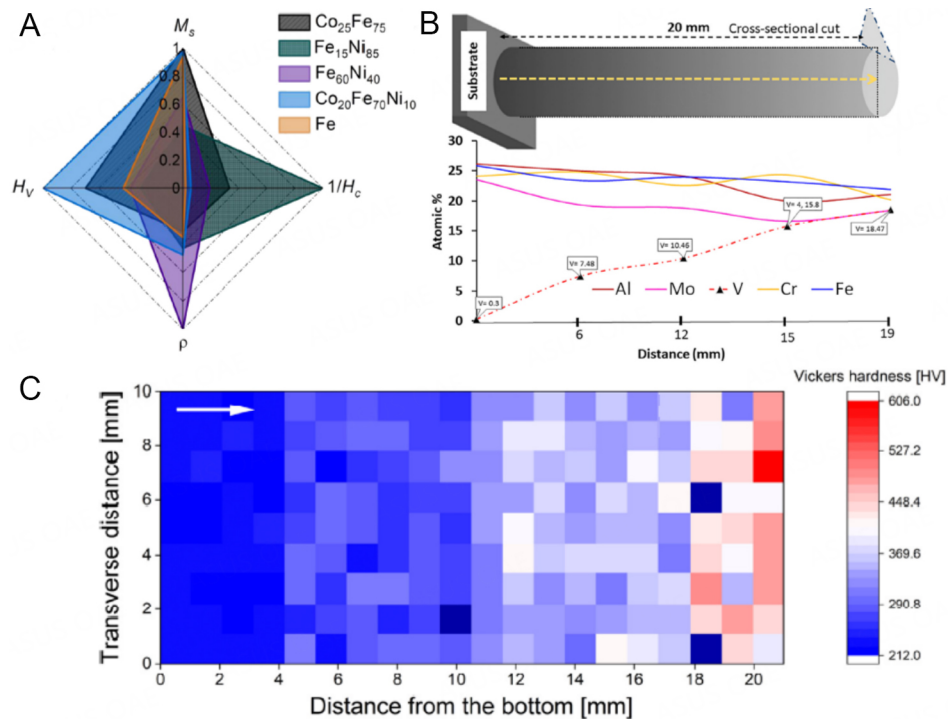 A
M_s
1
0.8
0.6
0.4
0.2
0
H_V
1/H_c
ρ
Co25Fe75
Fe15Ni85
Fe60Ni40
Co20Fe70Ni10
Fe
B
20 mm
Cross-sectional cut
Substrate
Atomic %
30
25
20
15
10
5
0
V= 0.3
V= 7.48
V= 10.46
V= 4, 15.8
V= 18.47
Al Mo V Cr Fe
6 12 15 19
Distance (mm)
C
Vickers hardness [HV]
606.0
527.2
448.4
369.6
290.8
212.0
Transverse distance [mm]
10
8
6
4
2
0
0 2 4 6 8 10 12 14 16 18 20
Distance from the bottom [mm]